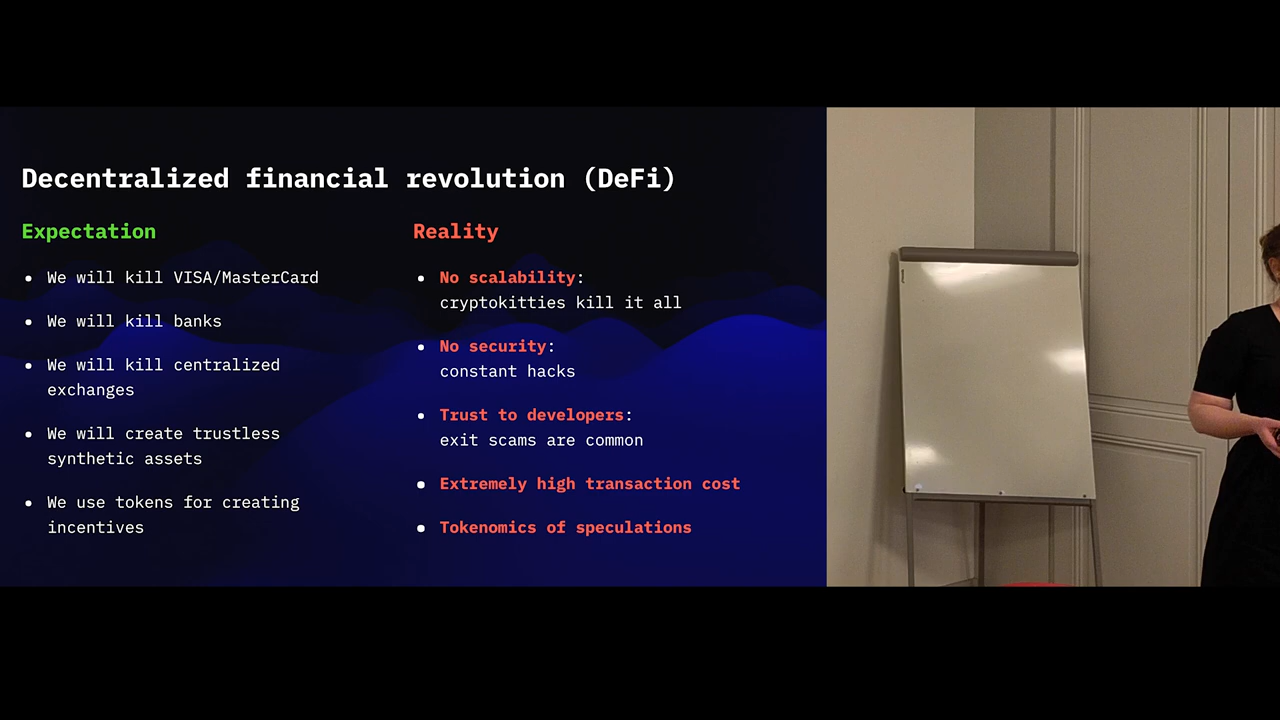 Decentralized financial revolution (DeFi)
Expectation
We will kill VISA/MasterCard
We will kill banks
We will kill centralized
exchanges
We will create trustless
synthetic assets
We use tokens for creating
incentives
Reality
No scalability:
cryptokitties kill it all
No security:
constant hacks
Trust to developers:
exit scams are common
Extremely high transaction cost
Tokenomics of speculations